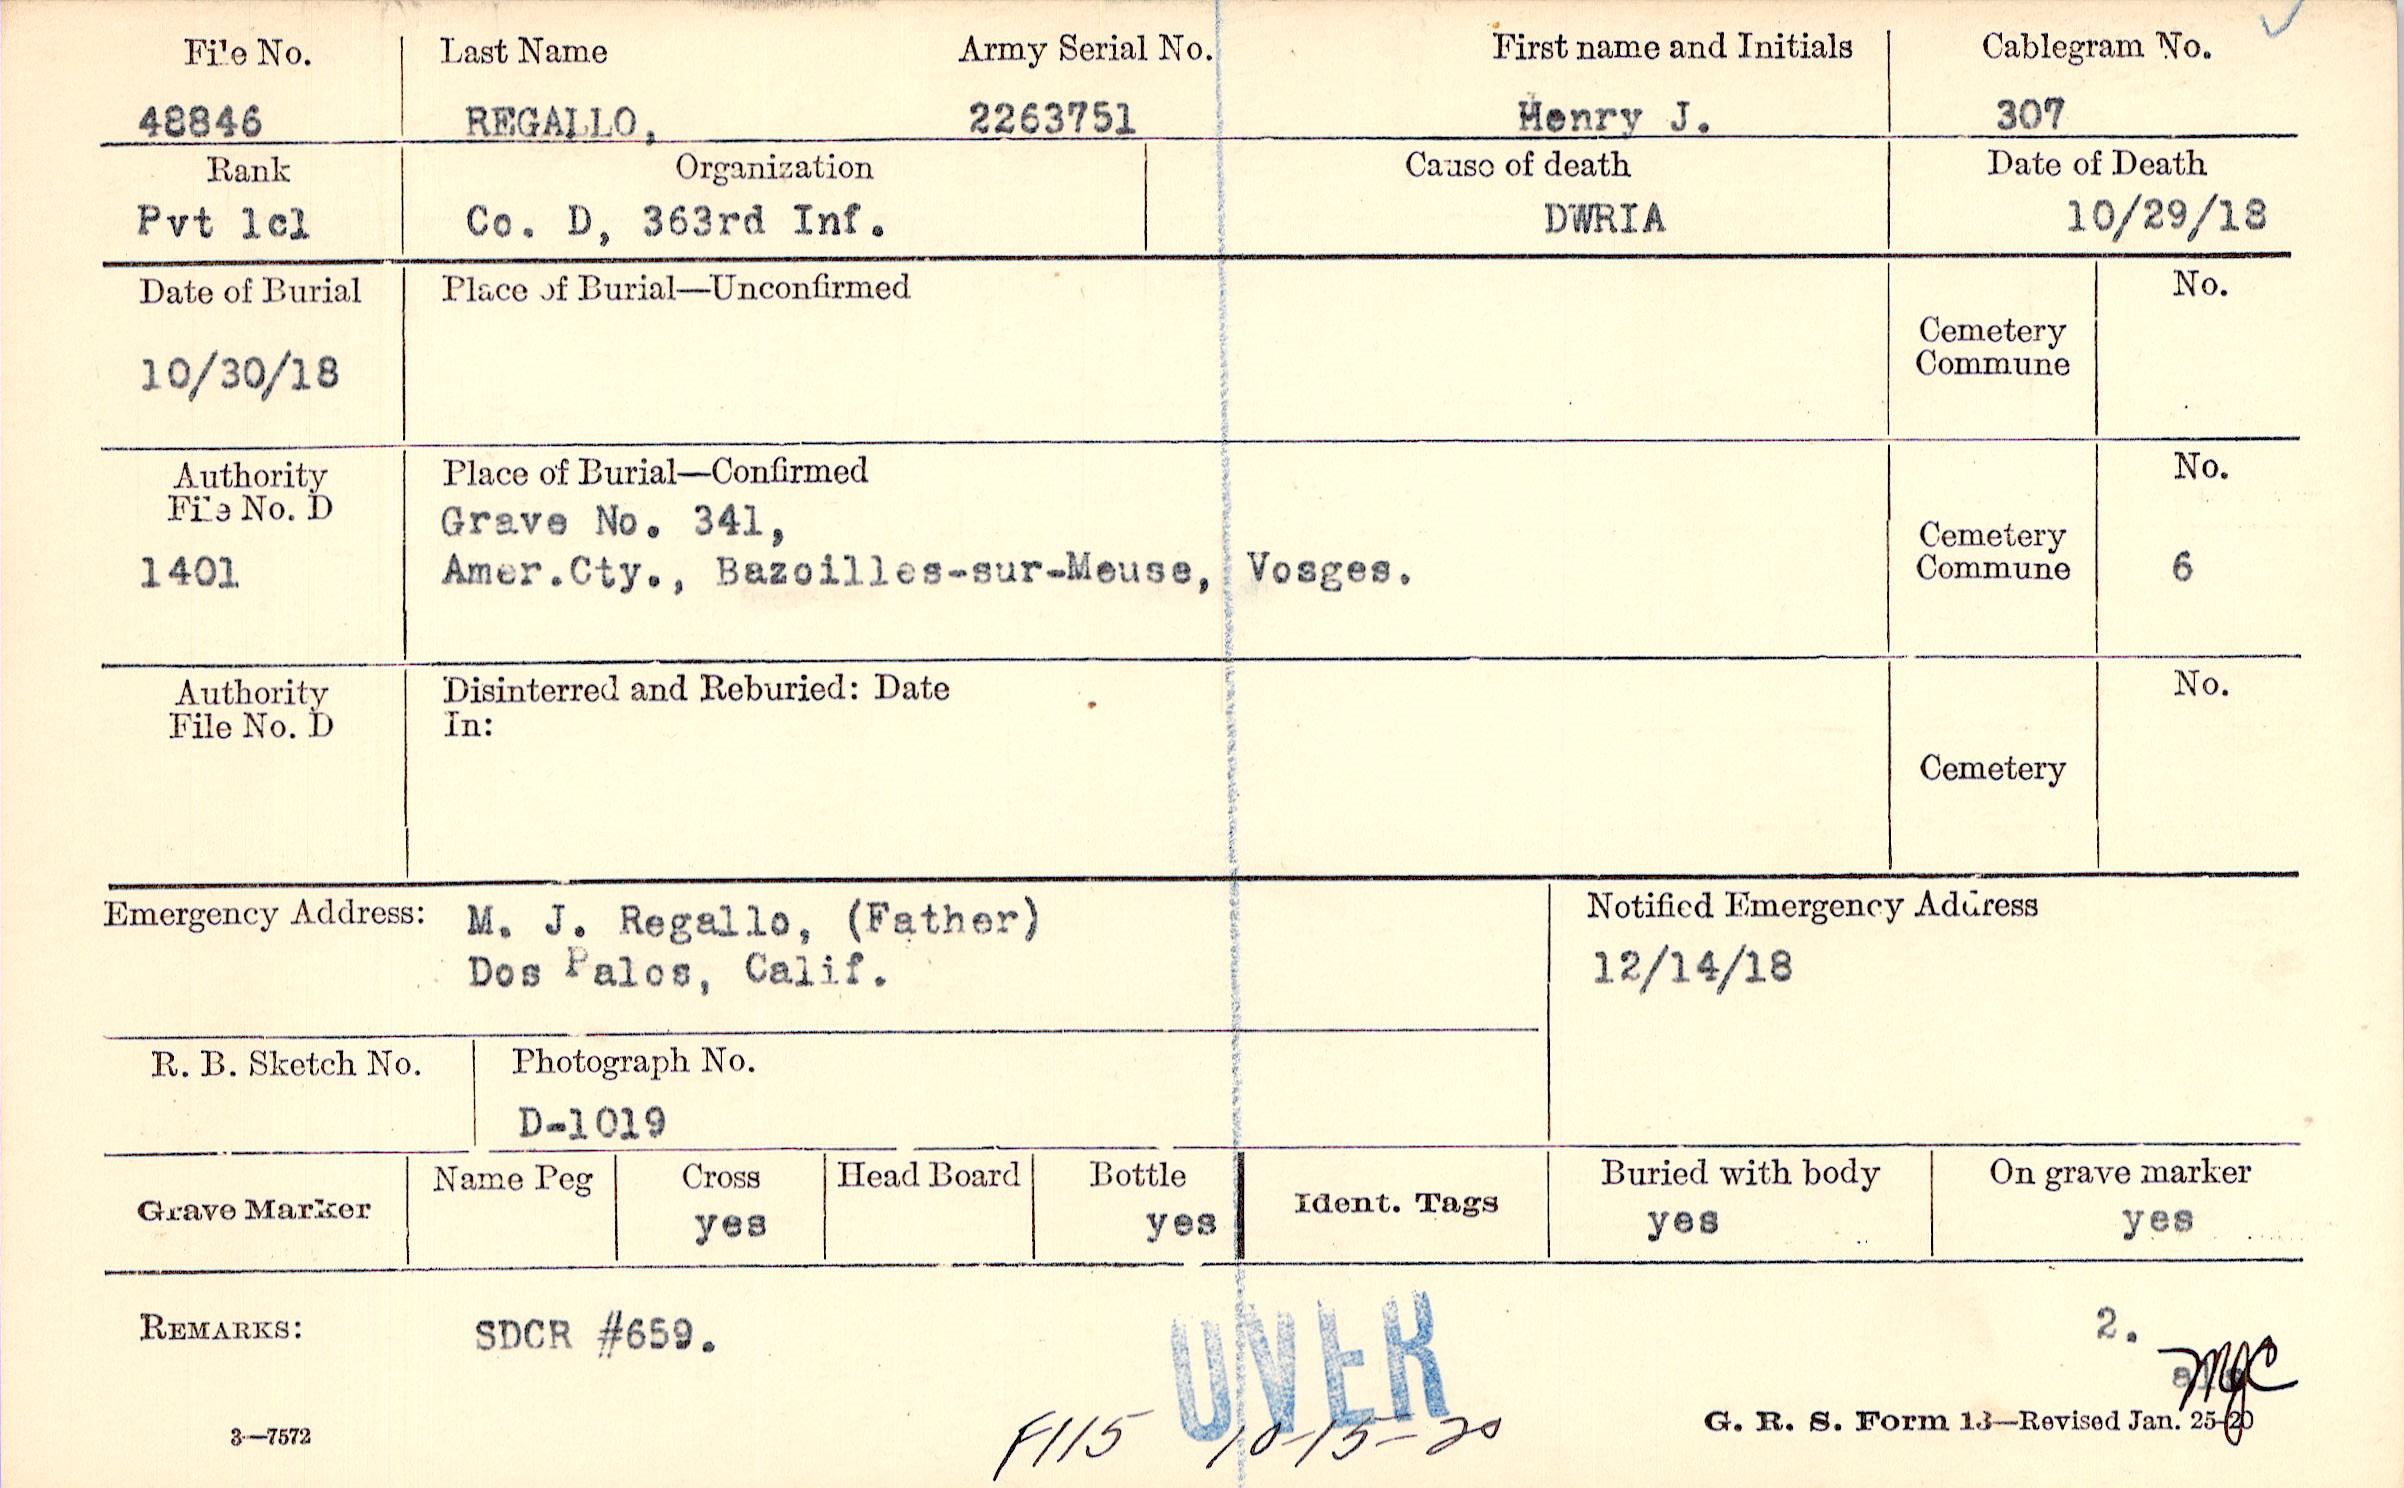 File No. Last Name Army Serial No. First name and Initials Cablegram No.
48846 REGALLO, 2263751 Henry J. 307
Rank Organization Cause of death Date of Death
Pvt 1cl Co. D, 363rd Inf. DWRIA 10/29/18
Date of Burial Place of Burial—Unconfirmed No.
Cemetery
Commune
10/30/18
Authority Place of Burial—Confirmed No.
File No. D
Grave No. 341,
Cemetery
1401 Amer.Cty., Bazoilles-sur-Meuse, Vosges. Commune 6
Authority Disinterred and Reburied: Date No.
File No. D In:
Cemetery
Emergency Address: M. J. Regallo, (Father) Notified Emergency Address
Dos Palos, Calif. 12/14/18
R. B. Sketch No. Photograph No.
D-1019
Name Peg Cross Head Board Bottle Buried with body On grave marker
Grave Marker yes yes Ident. Tags yes yes
REMARKS: SDCR #659. OVER 2.
MJC
3—7572 F115 10-15-20 G. R. S. Form 13—Revised Jan. 25-20